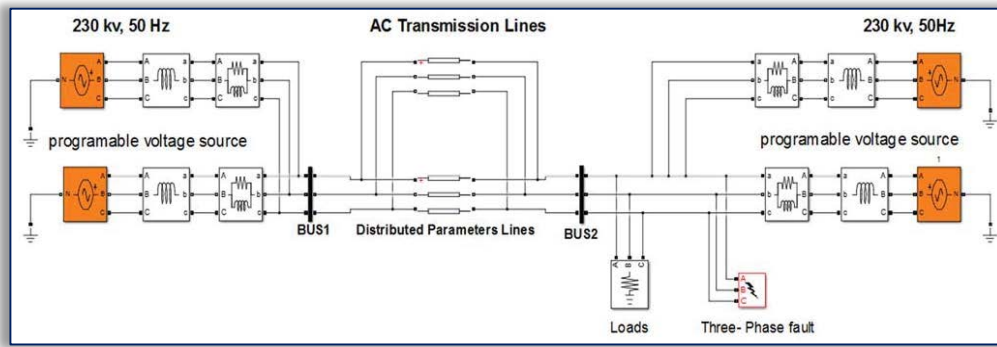 230 kv, 50 Hz
AC Transmission Lines
230 kv, 50Hz
A a
N B b
C c
a A
b B N
c C
programable voltage source
programable voltage source
1
A a
N B b
C c
a A
b B N
c C
BUS1
Distributed Parameters Lines
BUS2
A B C
A
B
C
Loads
Three- Phase fault